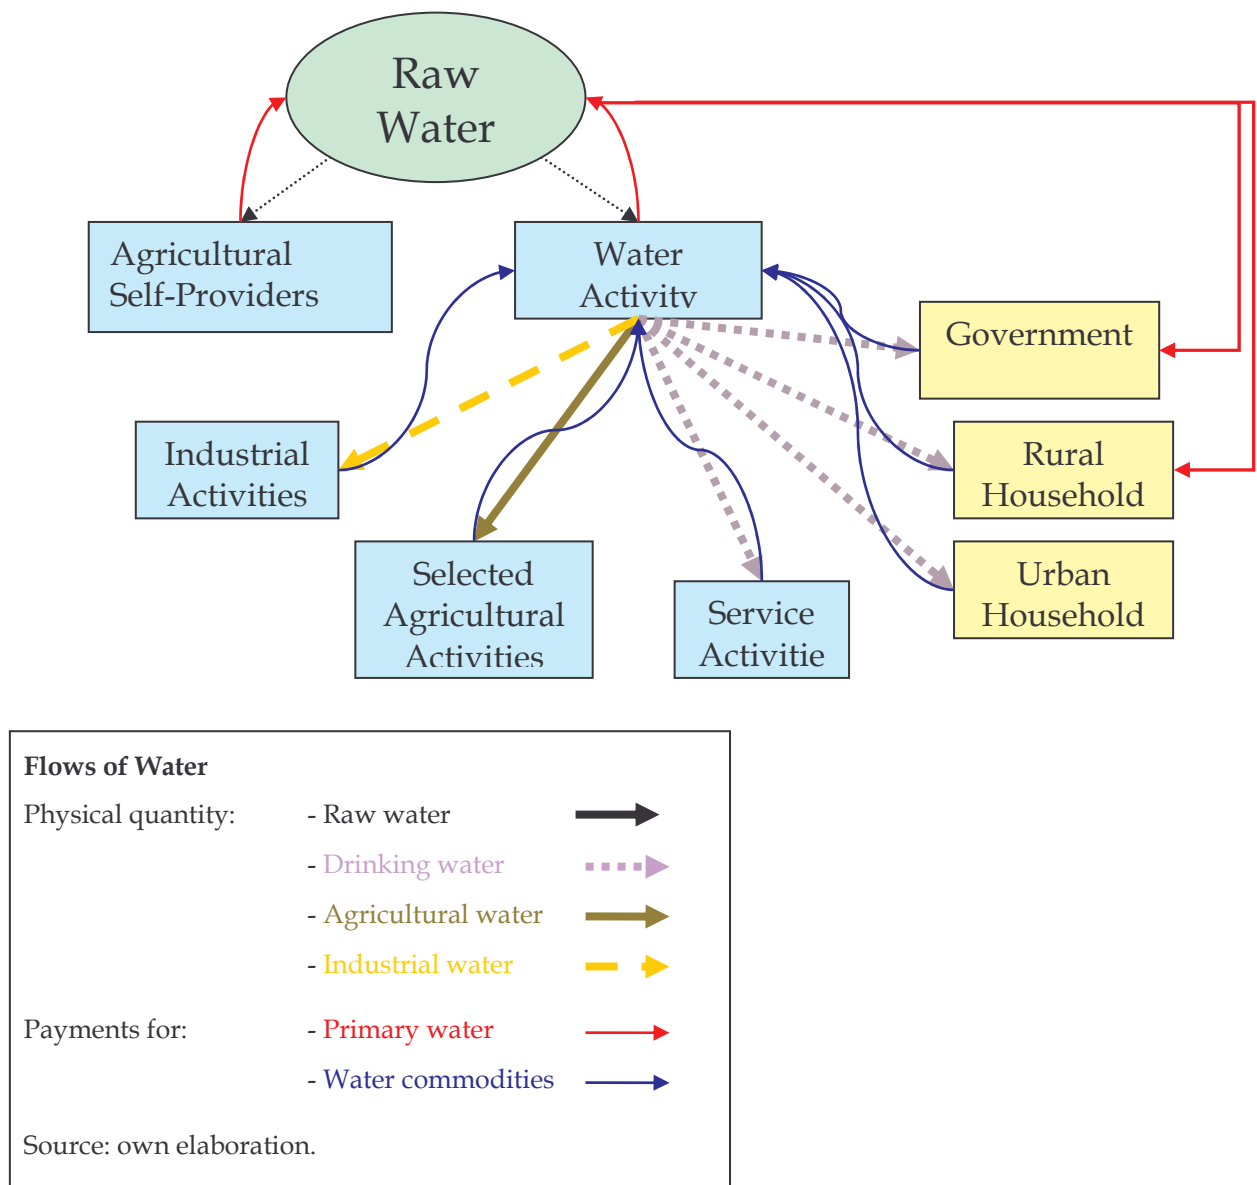 Raw
Water
Agricultural
Self-Providers
Water
Activity
Government
Industrial
Activities
Rural
Household
Selected
Agricultural
Activities
Service
Activitie
Urban
Household
Flows of Water
Physical quantity: - Raw water
- Drinking water
- Agricultural water
- Industrial water
Payments for: - Primary water
- Water commodities
Source: own elaboration.